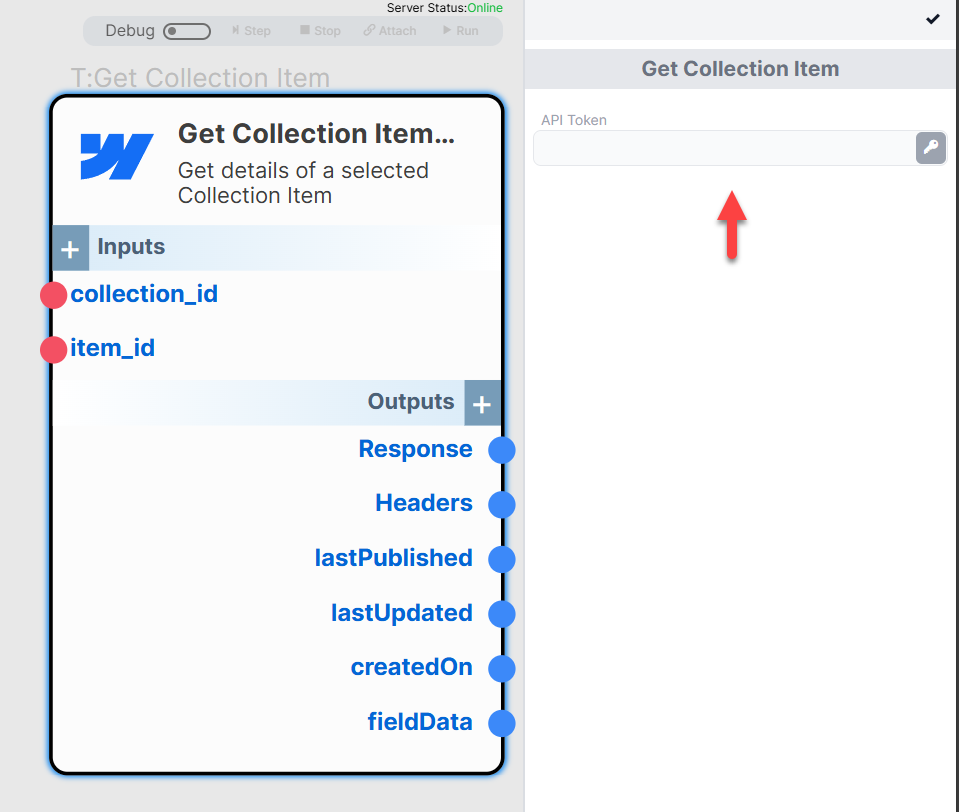 Server Status:Online
Debug Step Stop Attach Run
T:Get Collection Item
Get Collection Item...
Get details of a selected
Collection Item
Inputs
collection_id
item_id
Outputs
Response
Headers
lastPublished
lastUpdated
createdOn
fieldData
Get Collection Item
API Token